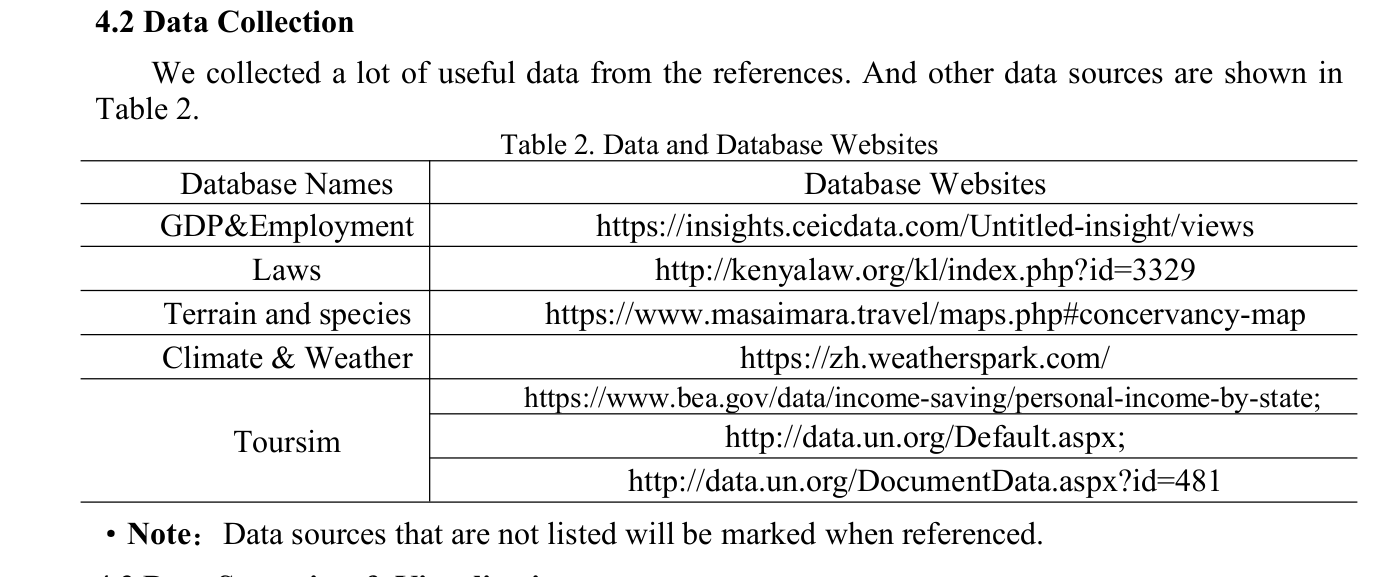 4.2 Data Collection
We collected a lot of useful data from the references. And other data sources are shown in
Table 2.
Table 2. Data and Database Websites
Database Names Database Websites
GDP&Employment https://insights.ceicdata.com/Untitled-insight/views
Laws http://kenyalaw.org/kl/index.php?id=3329
Terrain and species https://www.masaimara.travel/maps.php#concervancy-map
Climate & Weather https://zh.weatherspark.com/
Toursim
https://www.bea.gov/data/income-saving/personal-income-by-state;
http://data.un.org/Default.aspx;
http://data.un.org/DocumentData.aspx?id=481
• Note: Data sources that are not listed will be marked when referenced.